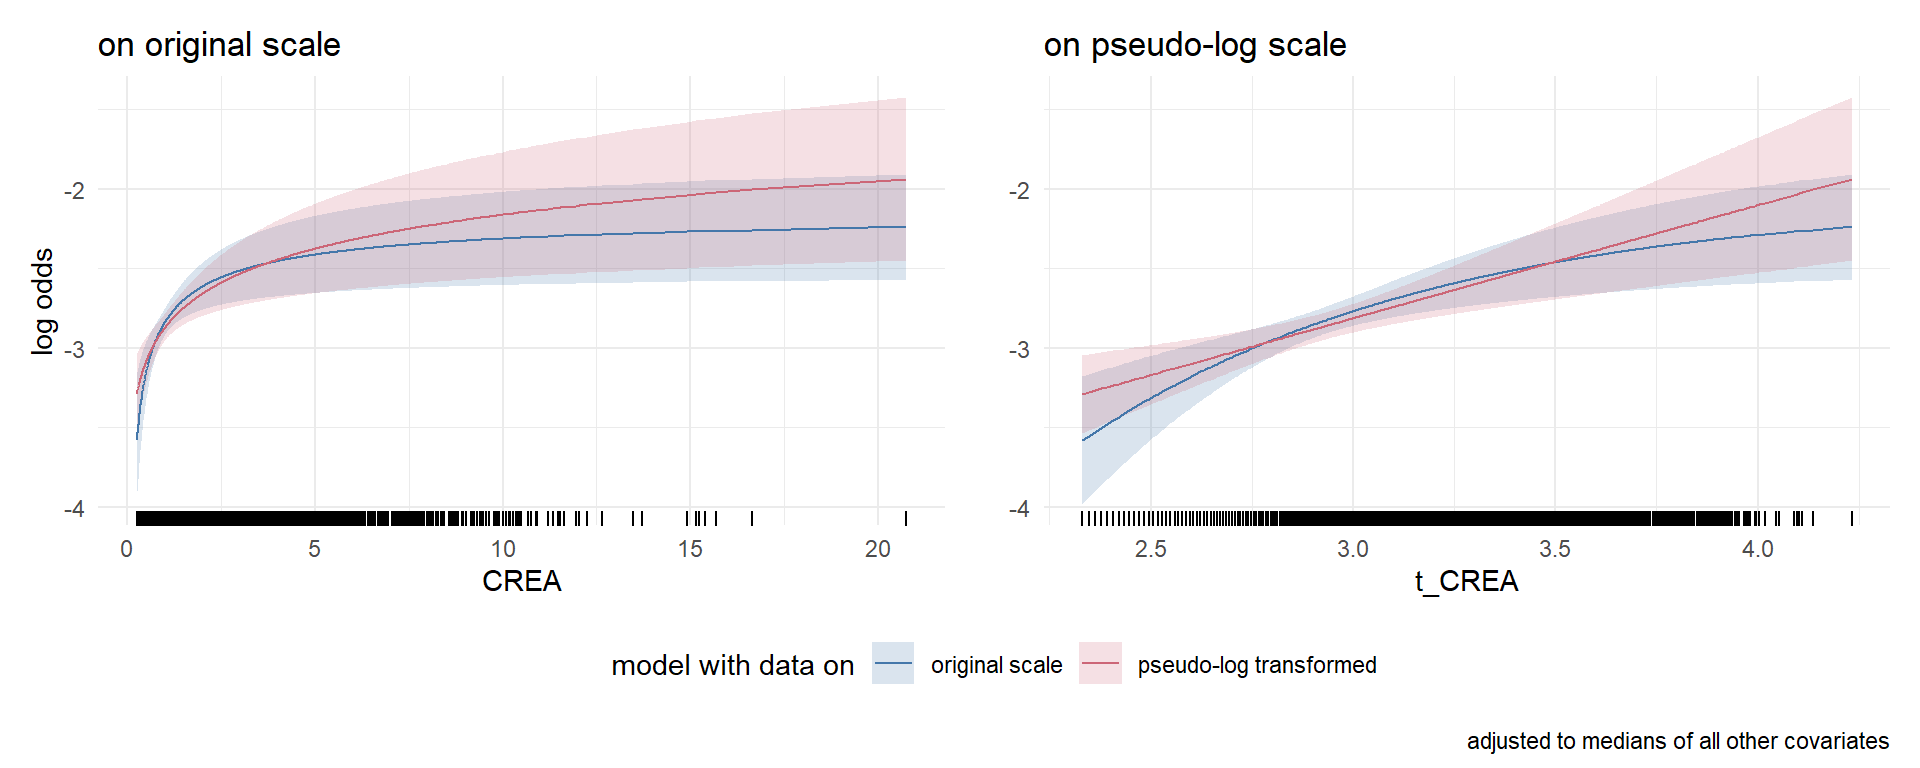 on original scale
on pseudo-log scale
log odds
-2
-3
-4
0 5 10 15 20
CREA
-2
-3
-4
2.5 3.0 3.5 4.0
t_CREA
model with data on original scale pseudo-log transformed
adjusted to medians of all other covariates